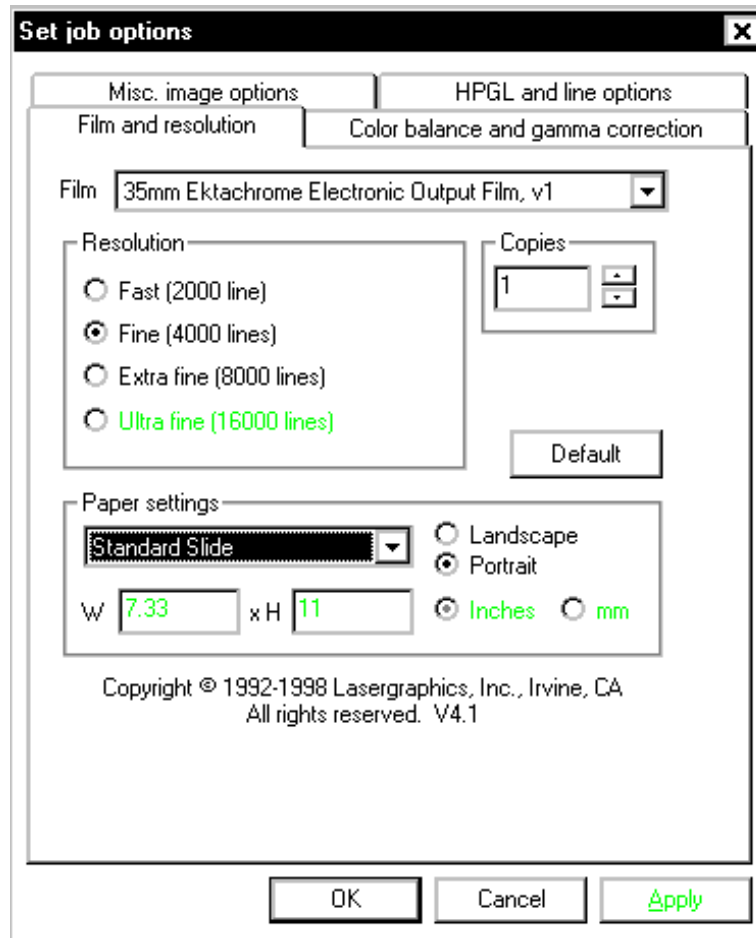 Set job options
Misc. image options
HPGL and line options
Film and resolution
Color balance and gamma correction
Film 35mm Ektachrome Electronic Output Film, v1
Resolution
Fast (2000 line)
Fine (4000 lines)
Extra fine (8000 lines)
Ultra fine (16000 lines)
Copies
1
Default
Paper settings
Standard Slide
Landscape
Portrait
W 7.33 x H 11
Inches mm
Copyright © 1992-1998 Lasergraphics, Inc., Irvine, CA
All rights reserved. V4.1
OK Cancel Apply